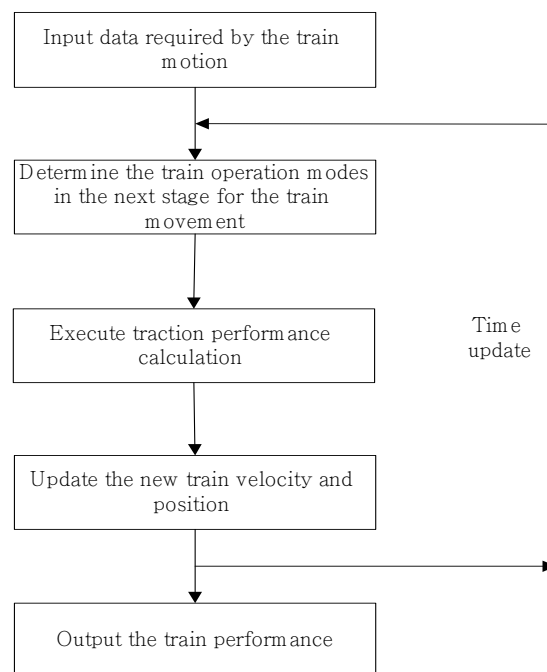 Input data required by the train
motion
Determine the train operation modes
in the next stage for the train
movement
Execute traction performance
calculation
Time
update
Update the new train velocity and
position
Output the train performance